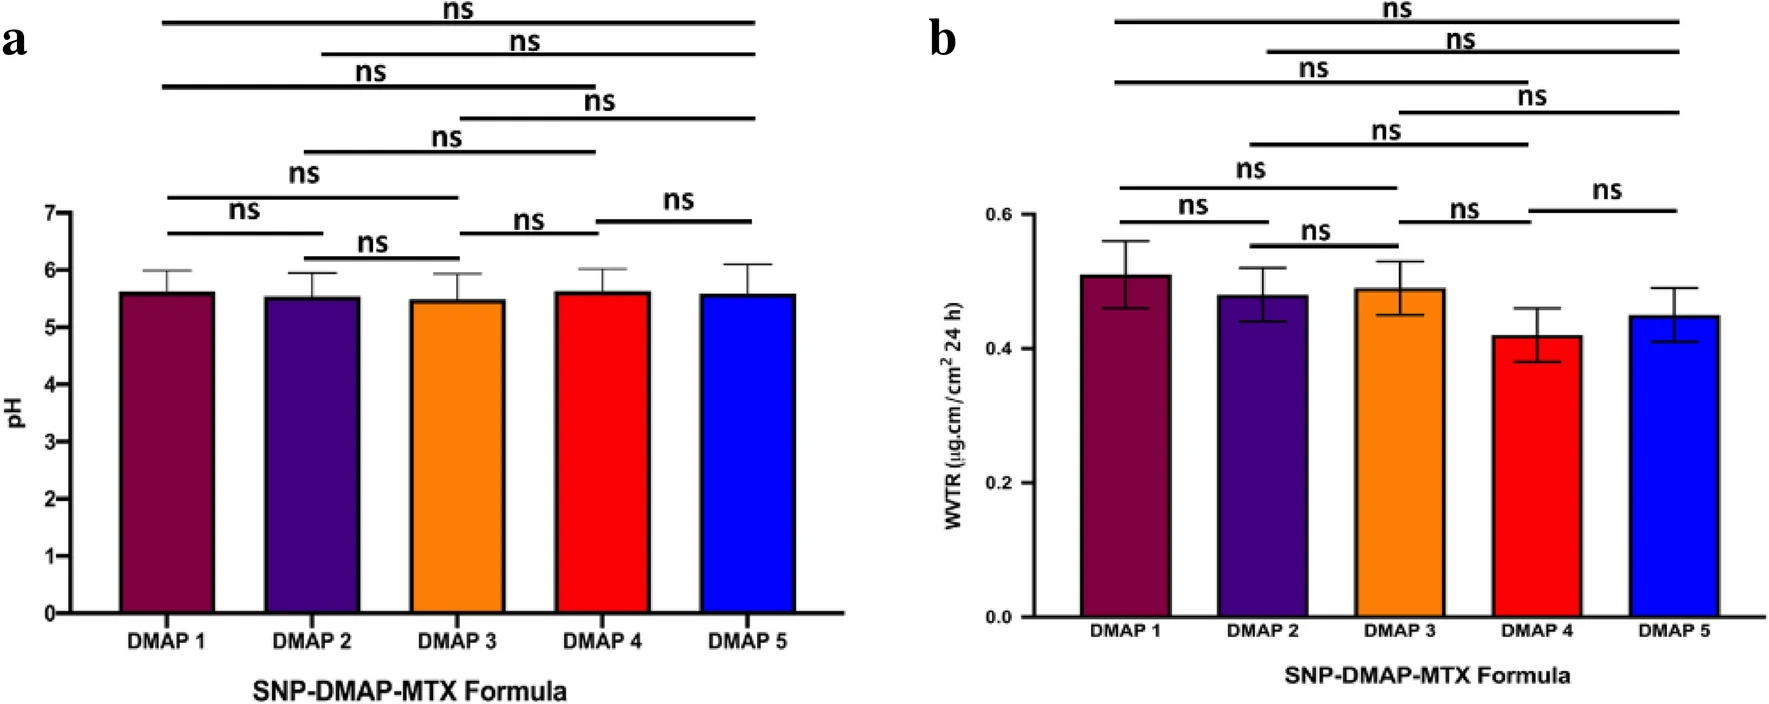 a
ns
ns
ns
ns
ns
ns
ns
ns
ns
ns
7
6
5
4
3
2
1
0
pH
DMAP 1 DMAP 2 DMAP 3 DMAP 4 DMAP 5
SNP-DMAP-MTX Formula
b
ns
ns
ns
ns
ns
ns
ns
ns
ns
ns
0.6
0.4
0.2
0.0
WVTR (μg.cm/cm² 24 h)
DMAP 1 DMAP 2 DMAP 3 DMAP 4 DMAP 5
SNP-DMAP-MTX Formula